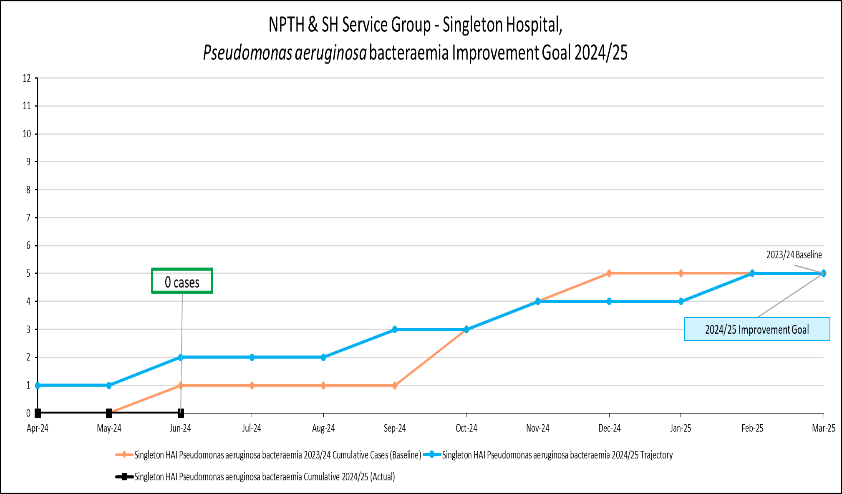 NPTH & SH Service Group - Singleton Hospital,
Pseudomonas aeruginosa bacteraemia Improvement Goal 2024/25
12
11
10
9
8
7
6
5
4
3
2
1
0
2023/24 Baseline
0 cases
2024/25 Improvement Goal
Apr-24 May-24 Jun-24 Jul-24 Aug-24 Sep-24 Oct-24 Nov-24 Dec-24 Jan-25 Feb-25 Mar-25
Singleton HAI Pseudomonas aeruginosa bacteraemia 2023/24 Cumulative Cases (Baseline) Singleton HAI Pseudomonas aeruginosa bacteraemia 2024/25 Trajectory
Singleton HAI Pseudomonas aeruginosa bacteraemia Cumulative 2024/25 (Actual)